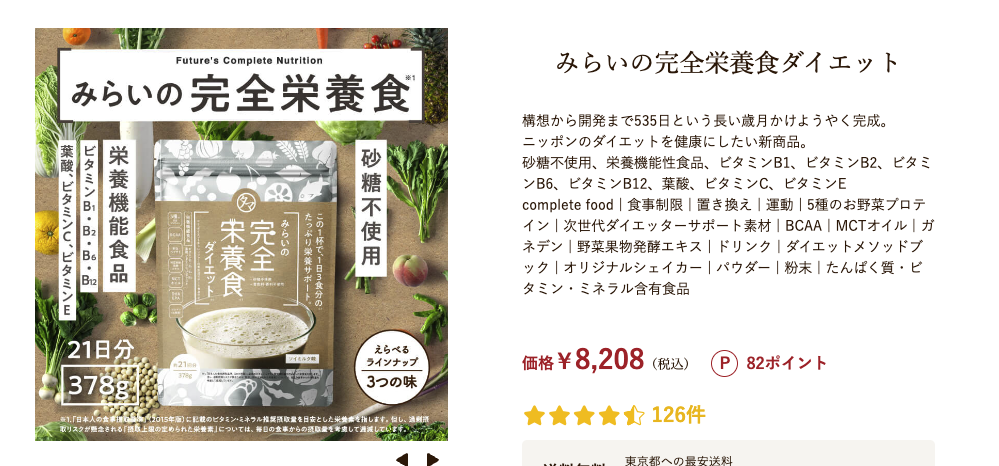 Future's Complete Nutrition
みらいの完全栄養食※1
栄養機能食品
ビタミンB1・B2・B6・B12
葉酸、ビタミンC、ビタミンE
砂糖不使用
この1杯で、1日3食分の、
たっぷり栄養サポート。
みらいの
完全
栄養食
ダイエット
ソイミルク味
約21日分
378g
21日分
378g
えらべる
ラインナップ
3つの味
※1.「日本人の食事摂取基準」(2015年版)に記載のビタミン・ミネラル推奨摂取量を目安とした栄養素を指します。但し、過剰摂
取リスクが懸念される「摂取上限の定められた栄養素」については、毎日の食事からの摂取量を考慮して過減しています。
みらいの完全栄養食ダイエット
構想から開発まで535日という長い歳月かけようやく完成。
ニッポンのダイエットを健康にしたい新商品。
砂糖不使用、栄養機能性食品、ビタミンB1、ビタミンB2、ビタミ
ンB6、ビタミンB12、葉酸、ビタミンC、ビタミンE
complete food｜食事制限｜置き換え｜運動｜5種のお野菜プロテ
イン｜次世代ダイエッターサポート素材｜BCAA｜MCTオイル｜ガ
ネデン｜野菜果物発酵エキス｜ドリンク｜ダイエットメソッドブ
ック｜オリジナルシェイカー｜パウダー｜粉末｜たんぱく質・ビ
タミン・ミネラル含有食品
価格￥8,208（税込） P 82ポイント
126件
東京都への最安送料